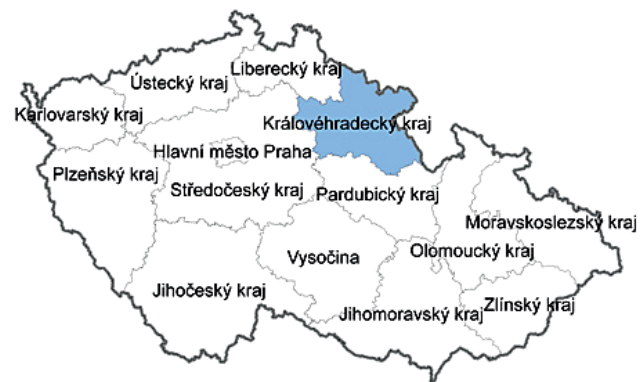 Liberecký kraj
Ústecký kraj
Karlovarský kraj
Královéhradecký kraj
Hlavní město Praha
Plzeňský kraj
Středočeský kraj
Pardubický kraj
Moravskoslezský kraj
Olomoucký kraj
Vysočina
Jihočeský kraj
Zlínský kraj
Jihomoravský kraj